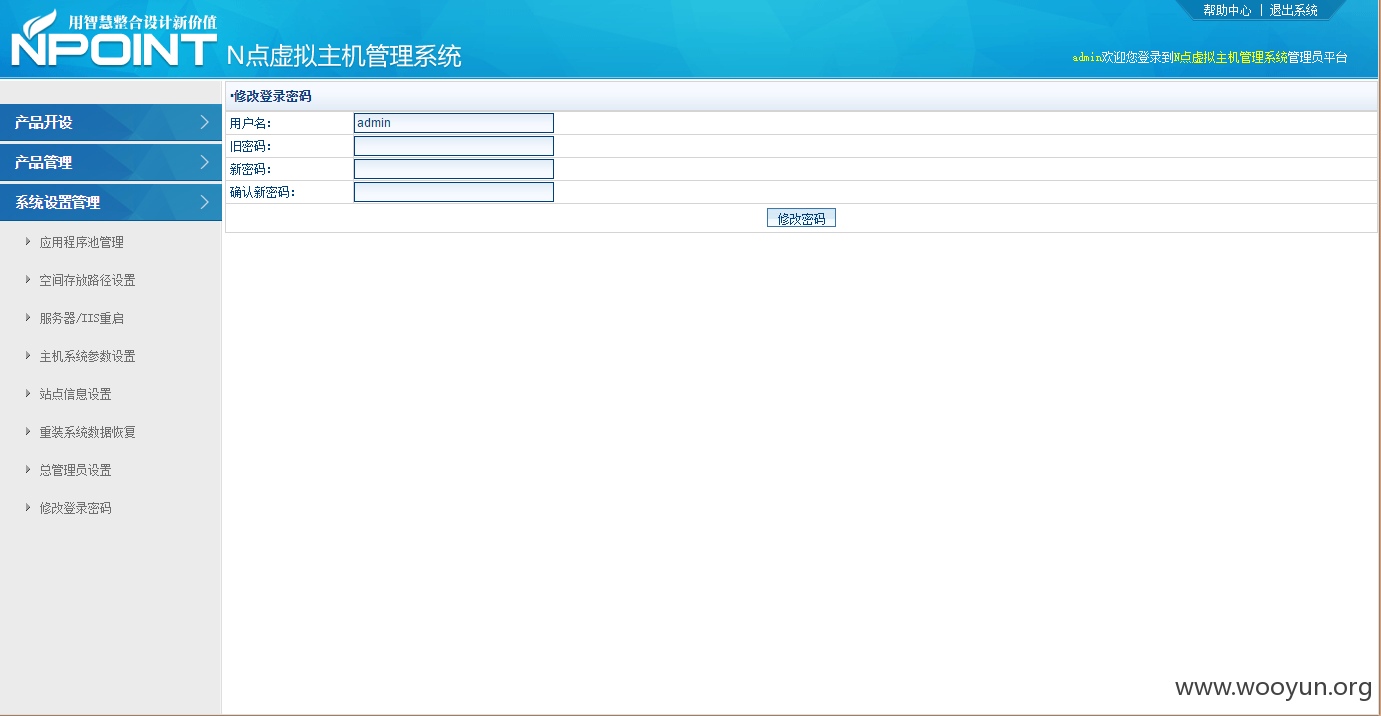 帮助中心 | 退出系统
用智慧整合设计新价值
NPOINT
N点虚拟主机管理系统
admin欢迎您登录到N点虚拟主机管理系统管理员平台
产品开设
产品管理
系统设置管理
应用程序池管理
空间存放路径设置
服务器/IIS重启
主机系统参数设置
站点信息设置
重装系统数据恢复
总管理员设置
修改登录密码
·修改登录密码
用户名: admin
旧密码:
新密码:
确认新密码:
修改密码
www.wooyun.org